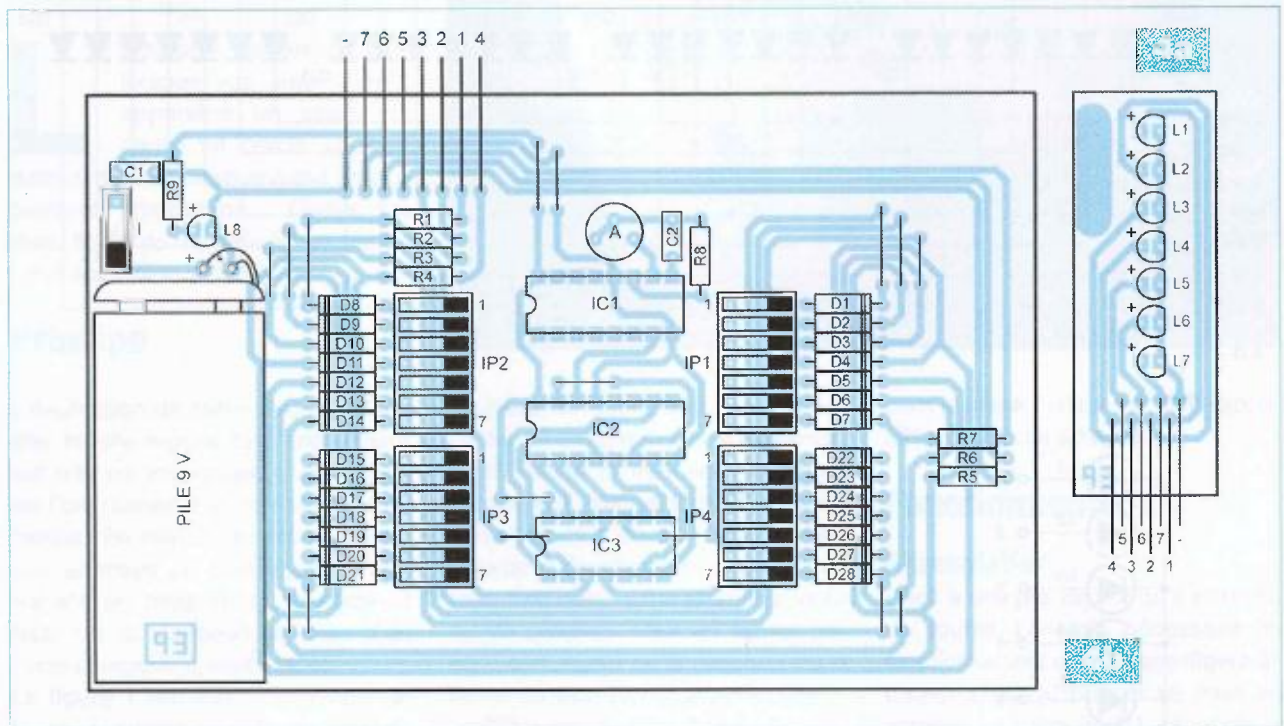 - 7 6 5 3 2 1 4
C1
R9
I
L8
+
+ -
PILE 9 V
R1
R2
R3
R4
A
C2
R8
IC1
IC2
IC3
D8
D9
D10
D11
D12
D13
D14
1
IP2
7
D15
D16
D17
D18
D19
D20
D21
1
IP3
7
1
IP1
7
D1
D2
D3
D4
D5
D6
D7
1
IP4
7
D22
D23
D24
D25
D26
D27
D28
R7
R6
R5
EP
+ L1
+ L2
+ L3
+ L4
+ L5
+ L6
+ L7
5 6 7 -
4 3 2 1
4b